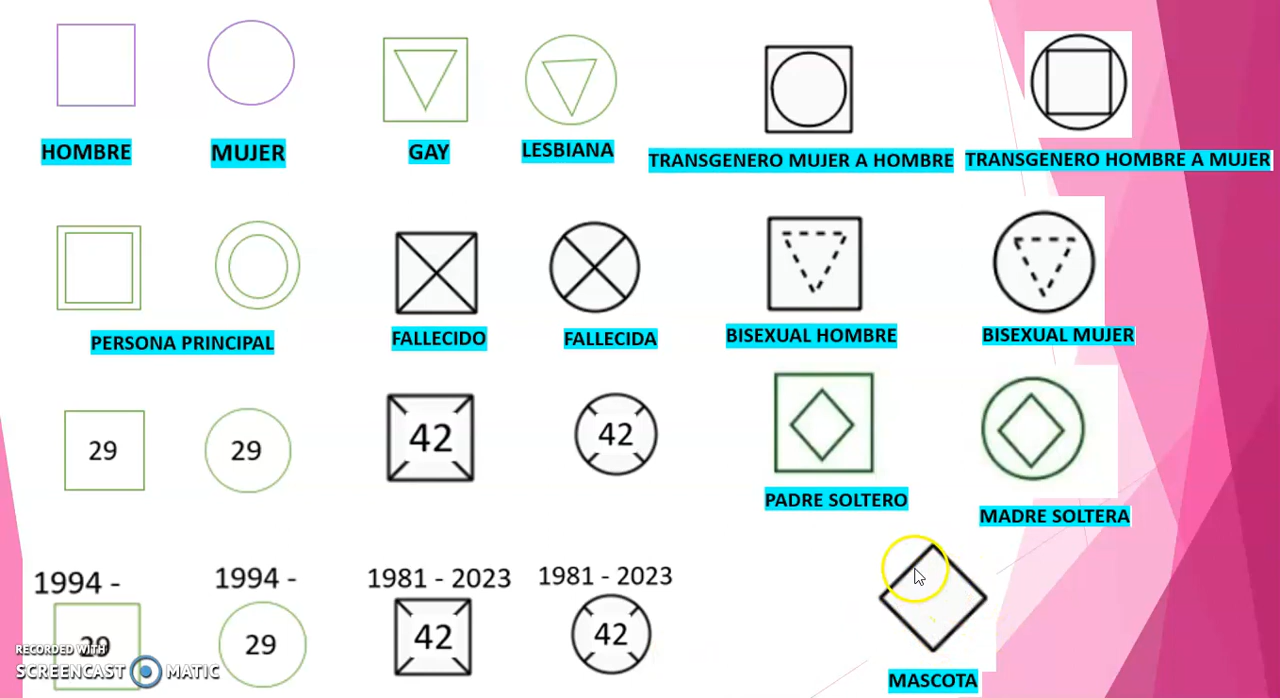 HOMBRE
MUJER
GAY
LESBIANA
TRANSGENERO MUJER A HOMBRE
TRANSGENERO HOMBRE A MUJER
PERSONA PRINCIPAL
FALLECIDO
FALLECIDA
BISEXUAL HOMBRE
BISEXUAL MUJER
29
29
42
42
PADRE SOLTERO
MADRE SOLTERA
1994 -
1994 -
1981 - 2023
1981 - 2023
29
29
42
42
MASCOTA
RECORDED WITH
SCREENCAST MATIC